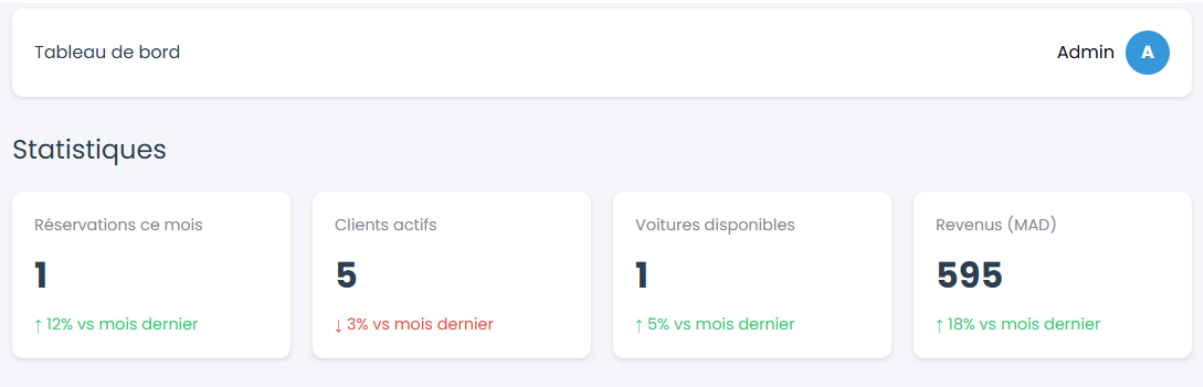 Tableau de bord
Admin A
Statistiques
Réservations ce mois
1
↑ 12% vs mois dernier
Clients actifs
5
↓ 3% vs mois dernier
Voitures disponibles
1
↑ 5% vs mois dernier
Revenus (MAD)
595
↑ 18% vs mois dernier